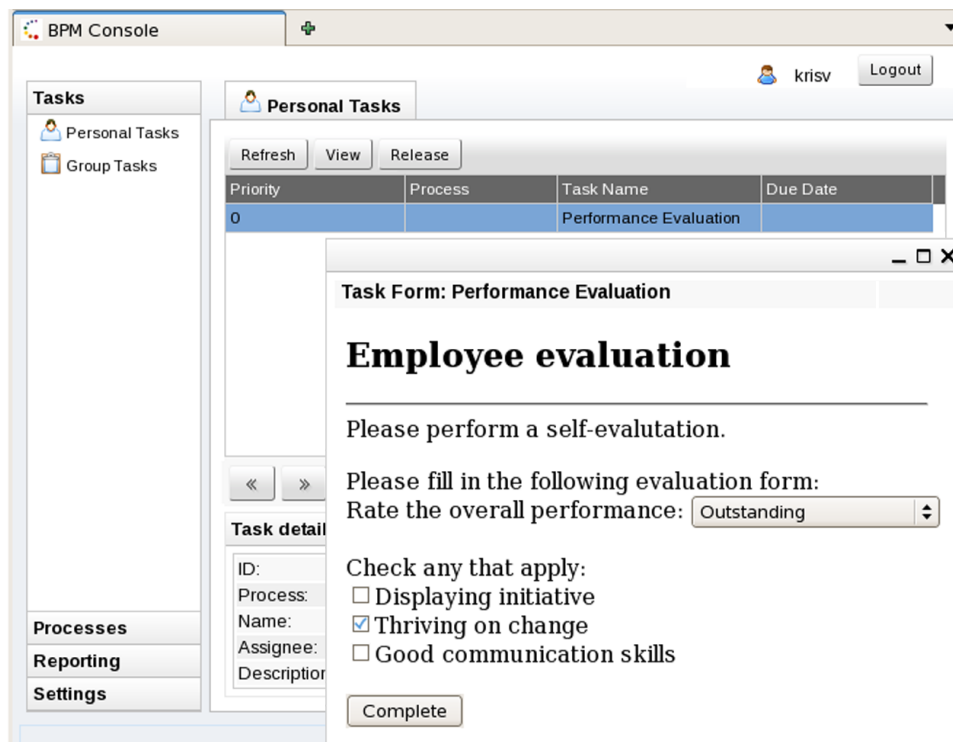 BPM Console
krisv
Logout
Tasks
Personal Tasks
Group Tasks
Processes
Reporting
Settings
Personal Tasks
Refresh View Release
Priority Process Task Name Due Date
0 Performance Evaluation
« »
Task detail
ID:
Process:
Name:
Assignee:
Description
Task Form: Performance Evaluation
Employee evaluation
Please perform a self-evalutation.
Please fill in the following evaluation form:
Rate the overall performance: Outstanding
Check any that apply:
Displaying initiative
Thriving on change
Good communication skills
Complete